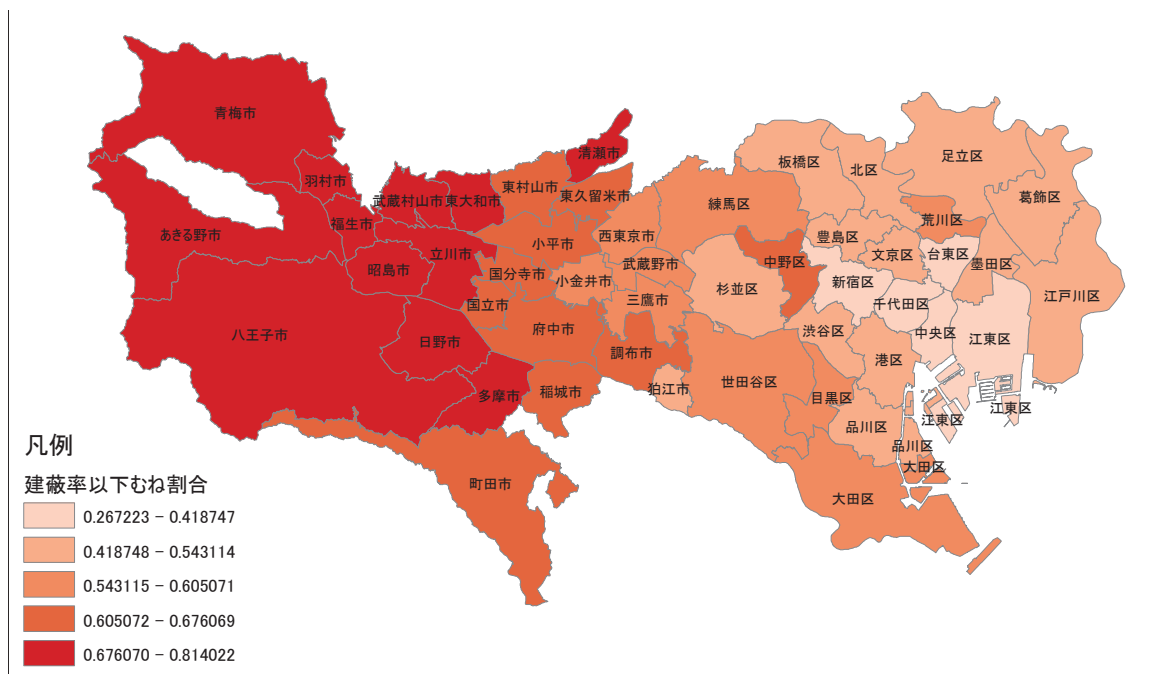 青梅市
清瀬市
足立区
板橋区
北区
羽村市
武蔵村山市
東大和市
東村山市
東久留米市
練馬区
葛飾区
荒川区
福生市
あきる野市
立川市
小平市
西東京市
豊島区
文京区
台東区
墨田区
昭島市
国分寺市
小金井市
武蔵野市
中野区
杉並区
新宿区
千代田区
江戸川区
国立市
三鷹市
渋谷区
中央区
江東区
八王子市
日野市
府中市
調布市
港区
多摩市
稲城市
狛江市
世田谷区
目黒区
江東区
江東区
品川区
品川区
大田区
町田市
大田区
凡例
建蔽率以下むね割合
0.267223 - 0.418747
0.418748 - 0.543114
0.543115 - 0.605071
0.605072 - 0.676069
0.676070 - 0.814022